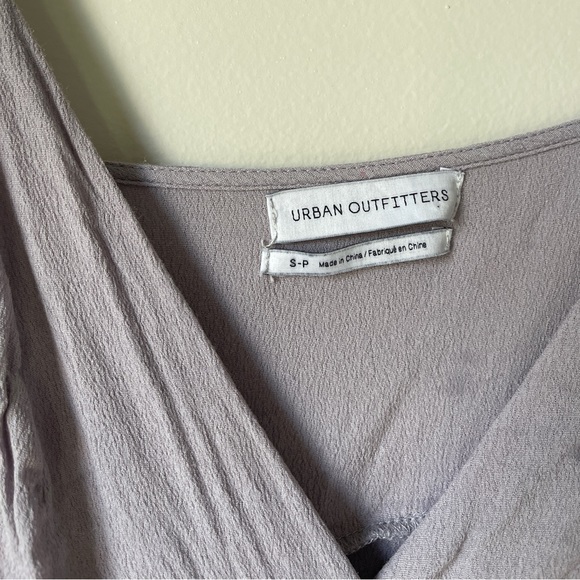 URBAN OUTFITTERS
S-P Made in China / Fabriqué en Chine